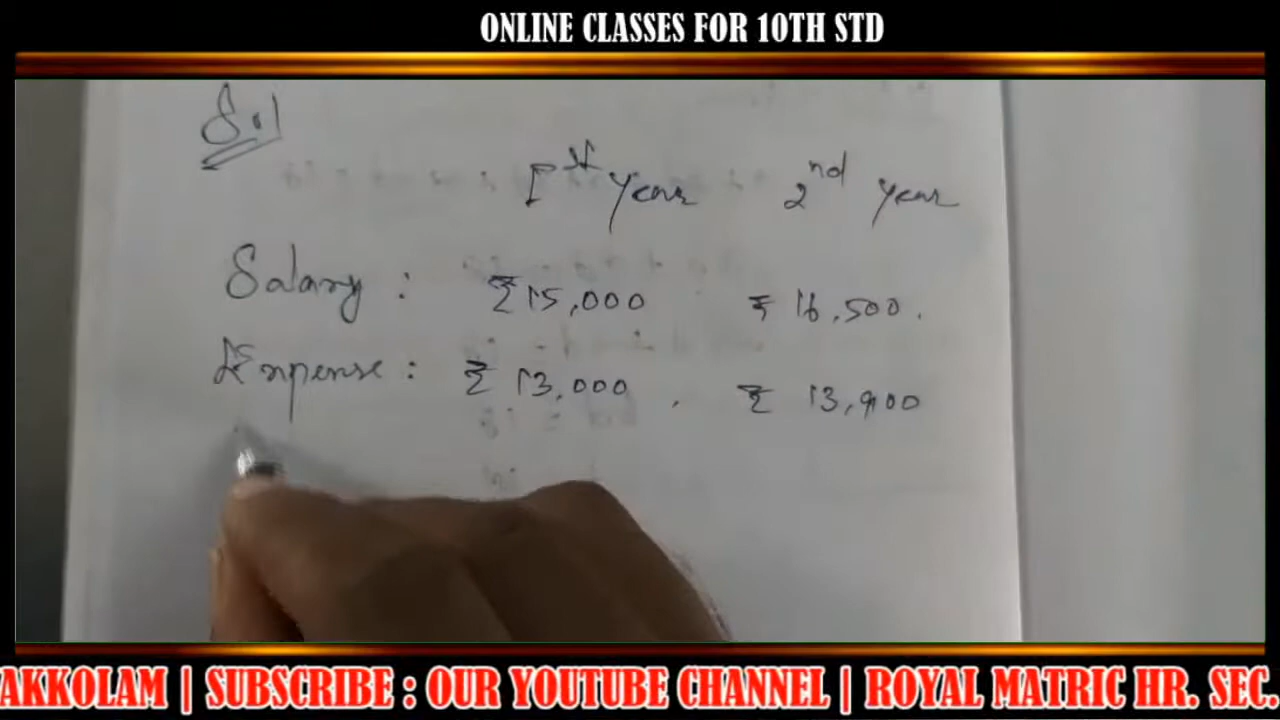 ONLINE CLASSES FOR 10TH STD
Sol
Ist year 2nd year
Salary : ₹ 15,000 ₹ 16,500.
Expense : ₹ 13,000 . ₹ 13,900
AKKOLAM | SUBSCRIBE : OUR YOUTUBE CHANNEL | ROYAL MATRIC HR. SEC.